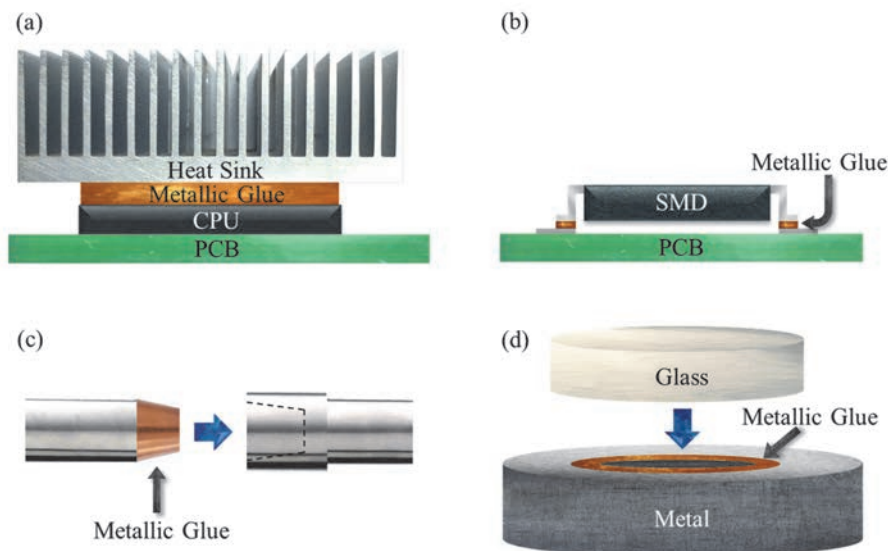 (a)
Heat Sink
Metallic Glue
CPU
PCB
(b)
Metallic Glue
SMD
PCB
(c)
Metallic Glue
(d)
Glass
Metallic Glue
Metal